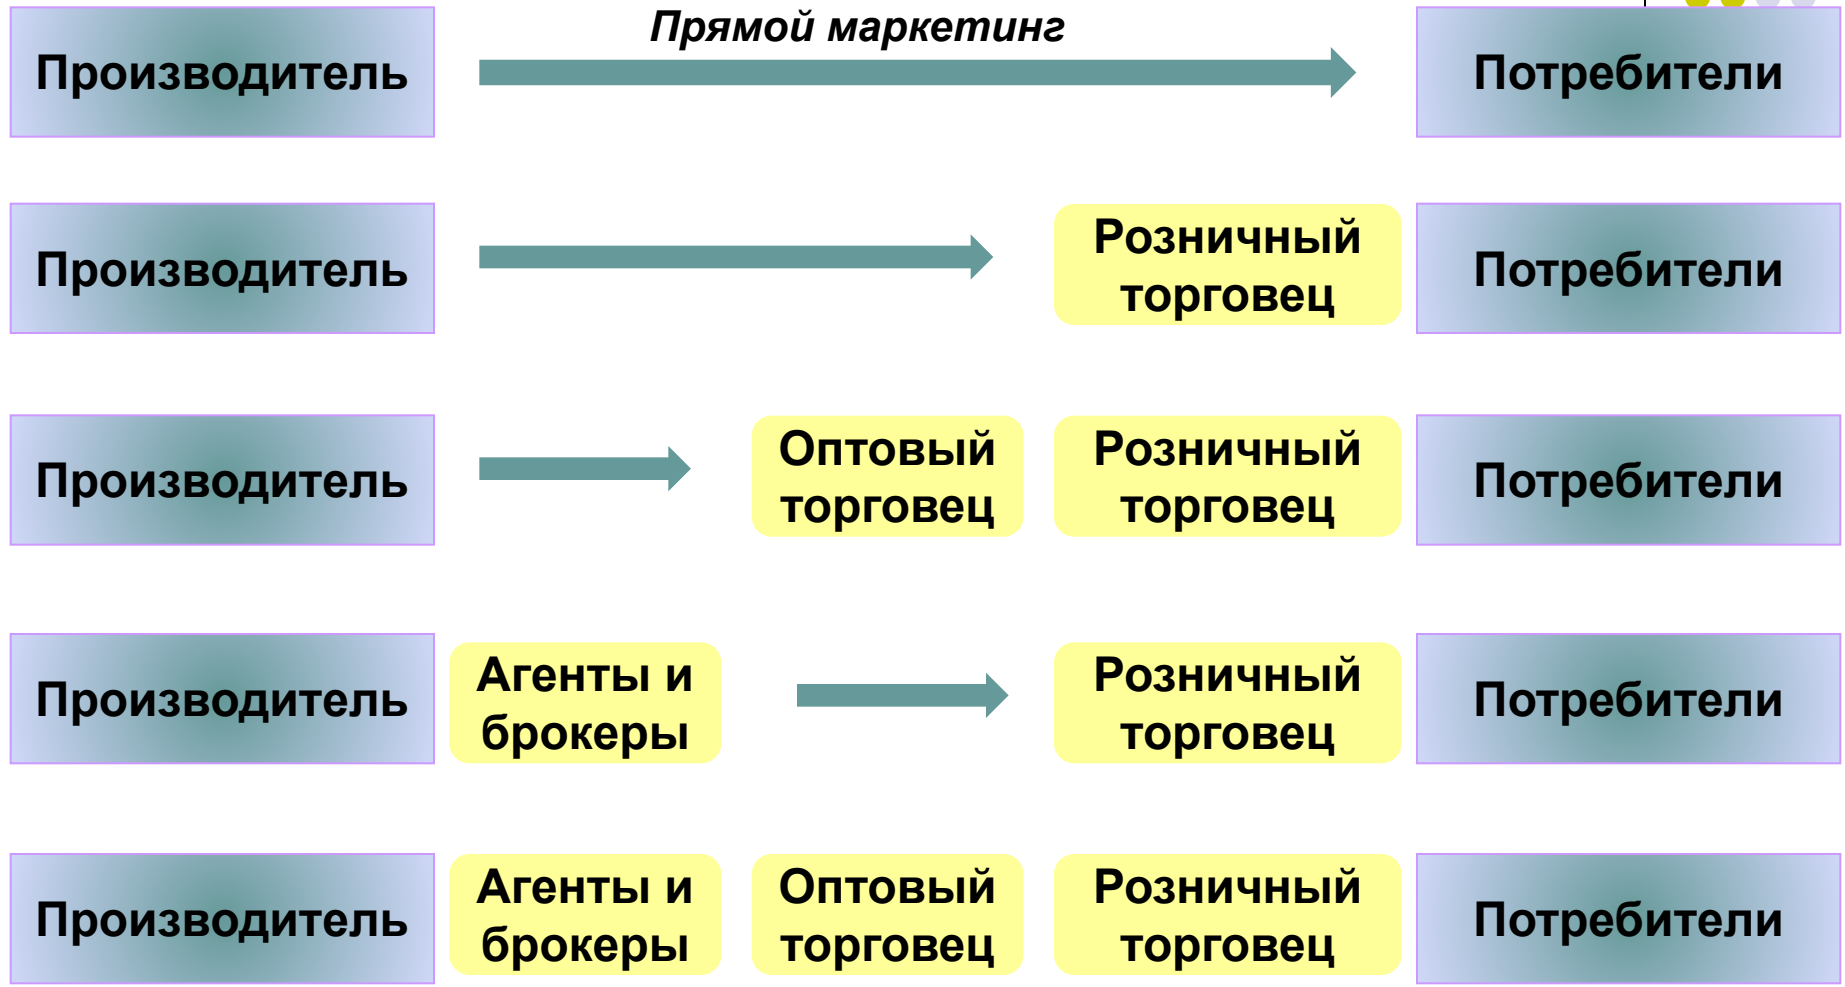 Прямой маркетинг
Производитель
Потребители
Производитель
Розничный
торговец
Потребители
Производитель
Оптовый
торговец
Розничный
торговец
Потребители
Производитель
Агенты и
брокеры
Розничный
торговец
Потребители
Производитель
Агенты и
брокеры
Оптовый
торговец
Розничный
торговец
Потребители